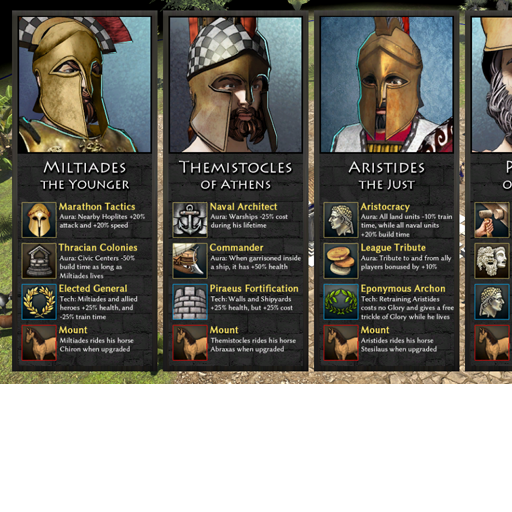 MILTIADES
THE YOUNGER
Marathon Tactics
Aura: Nearby Hoplites +20%
attack and +20% speed
Thracian Colonies
Aura: Civic Centers -50%
build time as long as
Miltiades lives
Elected General
Tech: Miltiades and allied
heroes +25% health, and
-25% train time
Mount
Miltiades rides his horse
Chiron when upgraded
THEMISTOCLES
OF ATHENS
Naval Architect
Aura: Warships -25% cost
during his lifetime
Commander
Aura: When garrisoned inside
a ship, it has +50% health
Piraeus Fortification
Tech: Walls and Shipyards
+25% health, but +25% cost
Mount
Themistocles rides his horse
Abraxas when upgraded
ARISTIDES
THE JUST
Aristocracy
Aura: All land units -10% train
time, while all naval units
+20% build time
League Tribute
Aura: Tribute to and from ally
players bonused by +10%
Eponymous Archon
Tech: Retraining Aristides
costs no Glory and gives a free
trickle of Glory while he lives
Mount
Aristides rides his horse
Stesilaus when upgraded
P
O